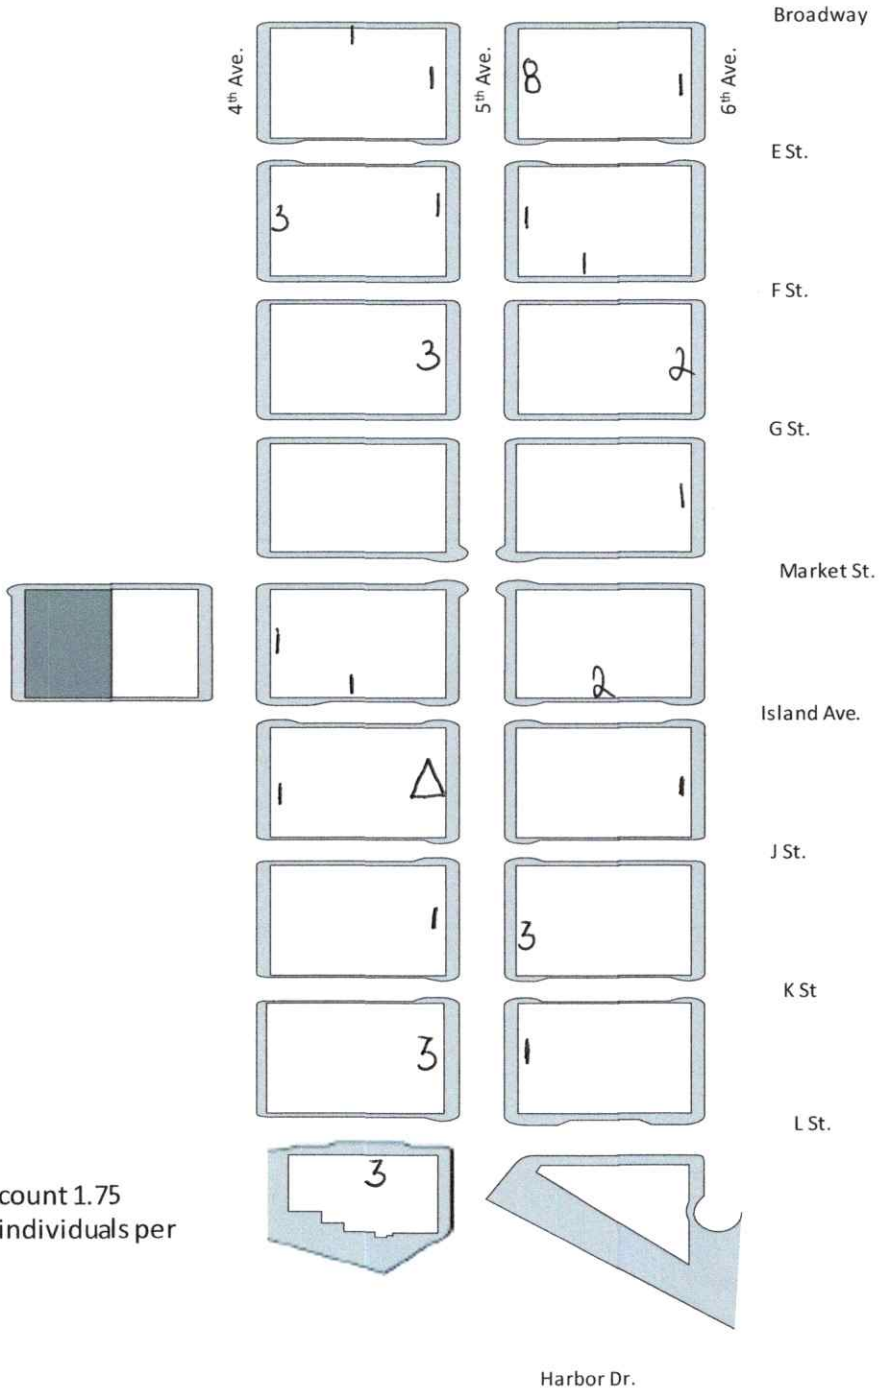 Broadway
4th Ave.
5th Ave.
6th Ave.
1
1
8
1
E St.
3
1
1
1
F St.
3
2
G St.
1
Market St.
1
1
2
Island Ave.
1
Δ
1
J St.
1
3
K St
3
1
L St.
3
count 1.75
individuals per
Harbor Dr.